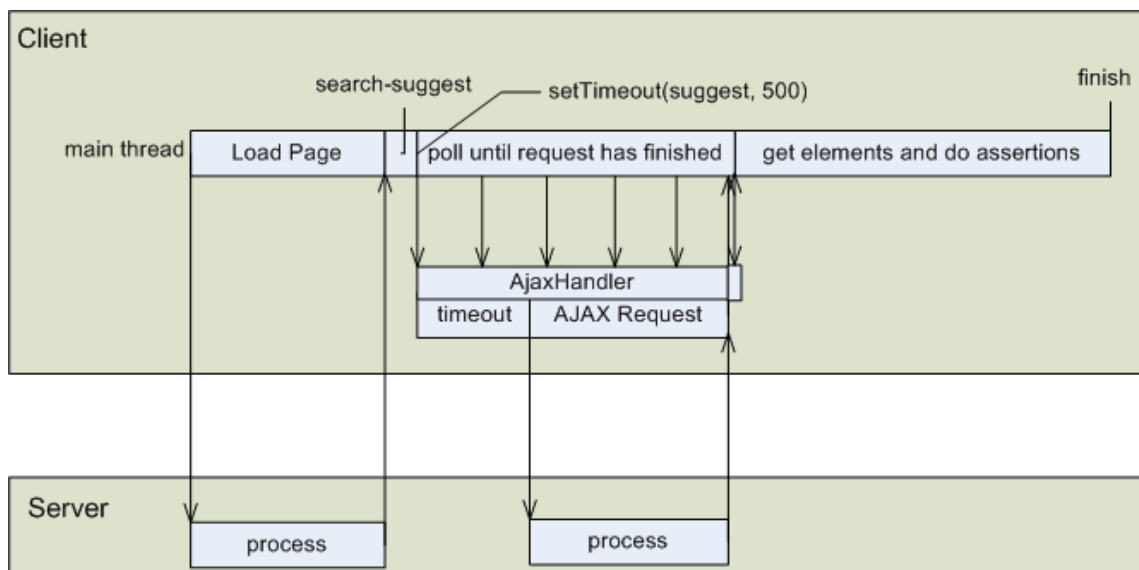 Client
search-suggest
setTimeout(suggest, 500)
finish
main thread
Load Page
poll until request has finished
get elements and do assertions
AjaxHandler
timeout
AJAX Request
Server
process
process